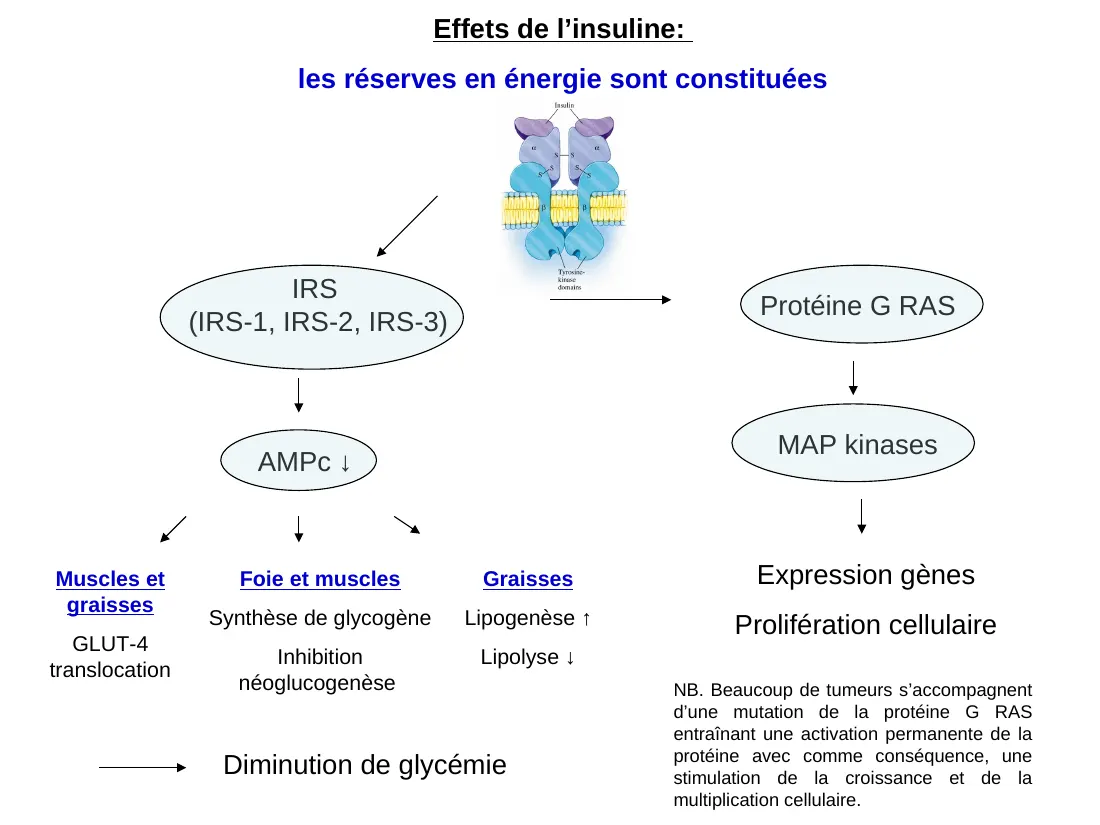 Effets de l’insuline:
les réserves en énergie sont constituées
Insulin
α
α
S
S
S
S
S
S
β
β
Tyrosine-
kinase
domains
IRS
(IRS-1, IRS-2, IRS-3)
Protéine G RAS
AMPc ↓
MAP kinases
Muscles et
graisses
GLUT-4
translocation
Foie et muscles
Synthèse de glycogène
Inhibition
néoglucogenèse
Graisses
Lipogenèse ↑
Lipolyse ↓
Expression gènes
Prolifération cellulaire
Diminution de glycémie
NB. Beaucoup de tumeurs s’accompagnent
d’une mutation de la protéine G RAS
entraînant une activation permanente de la
protéine avec comme conséquence, une
stimulation de la croissance et de la
multiplication cellulaire.